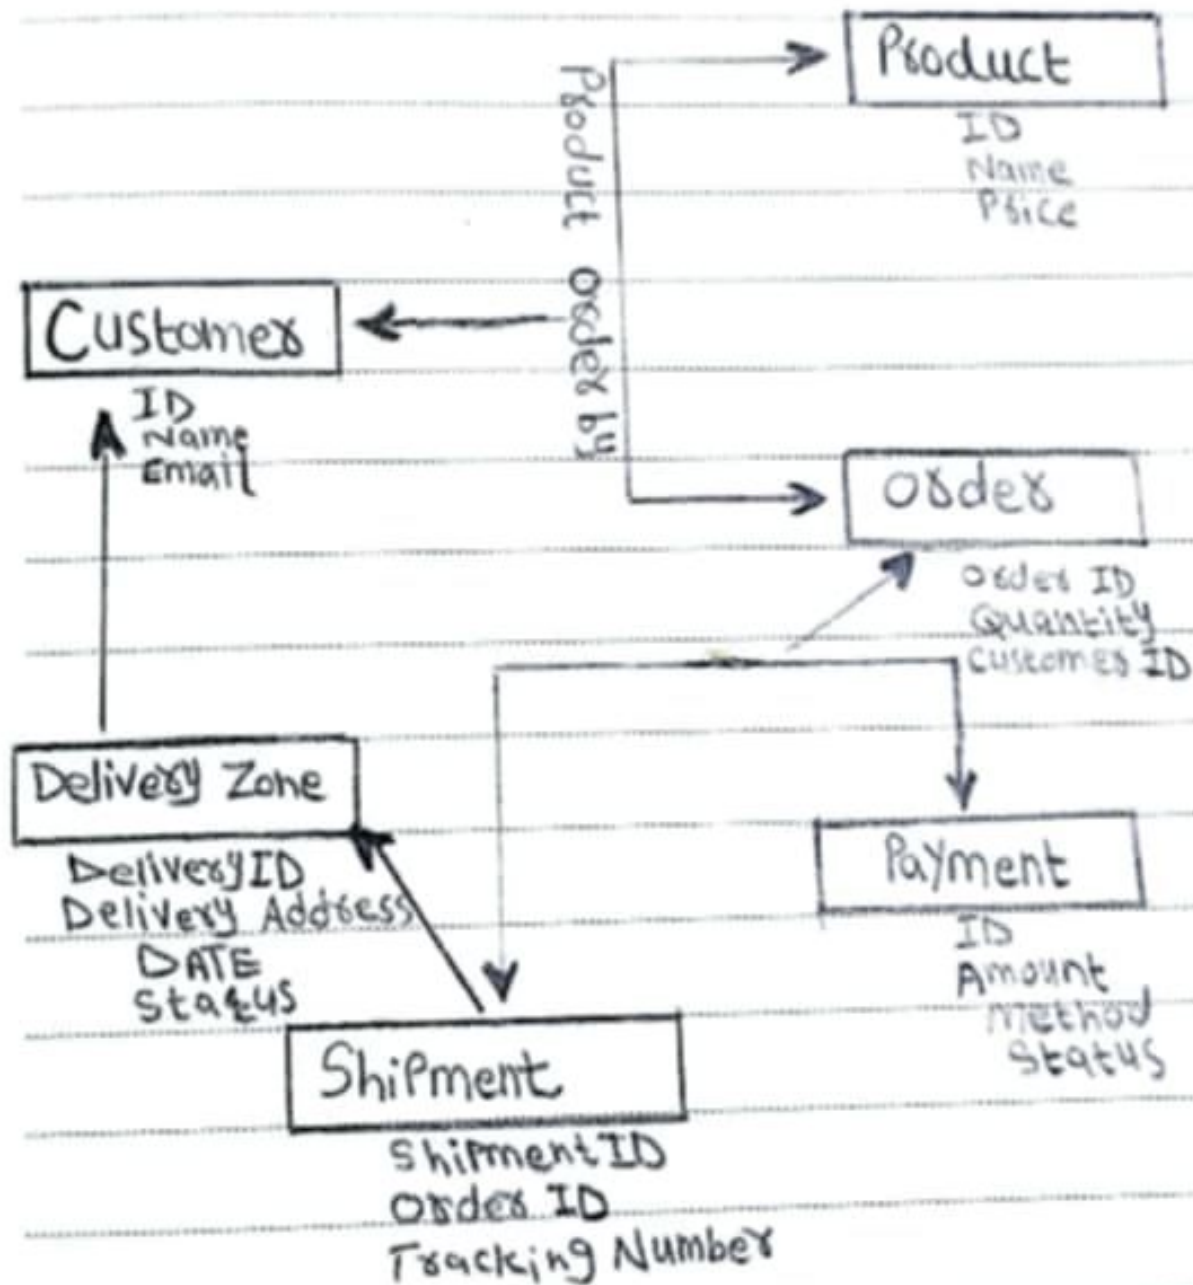 Product
ID
Name
Price
Product Order by
Customer
ID
Name
Email
Order
Order ID
Quantity
Customer ID
Delivery Zone
DeliveryID
Delivery Address
DATE
Status
Payment
ID
Amount
Method
Status
Shipment
ShipmentID
Order ID
Tracking Number